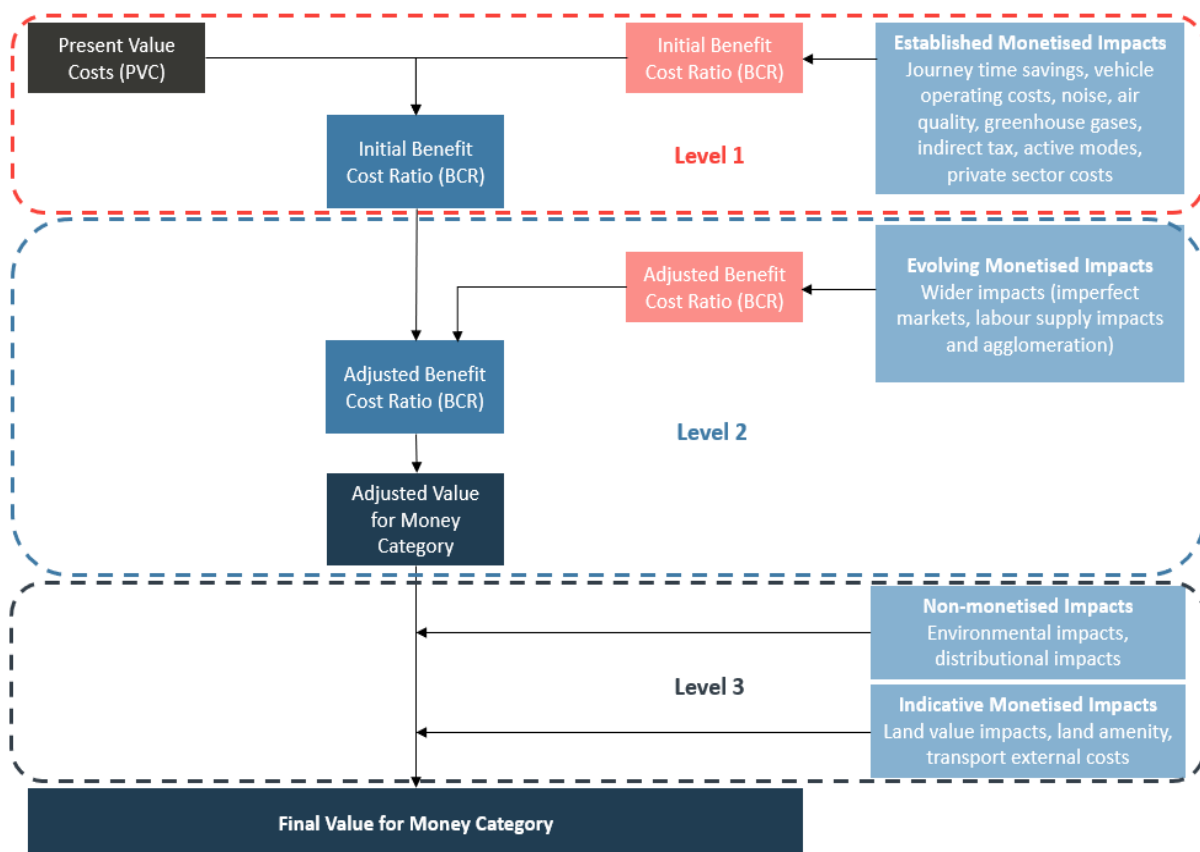 Present Value
Costs (PVC)
Initial Benefit
Cost Ratio (BCR)
Established Monetised Impacts
Journey time savings, vehicle
operating costs, noise, air
quality, greenhouse gases,
indirect tax, active modes,
private sector costs
Initial Benefit
Cost Ratio (BCR)
Level 1
Evolving Monetised Impacts
Wider impacts (imperfect
markets, labour supply impacts
and agglomeration)
Adjusted Benefit
Cost Ratio (BCR)
Adjusted Benefit
Cost Ratio (BCR)
Level 2
Adjusted Value
for Money
Category
Non-monetised Impacts
Environmental impacts,
distributional impacts
Level 3
Indicative Monetised Impacts
Land value impacts, land amenity,
transport external costs
Final Value for Money Category